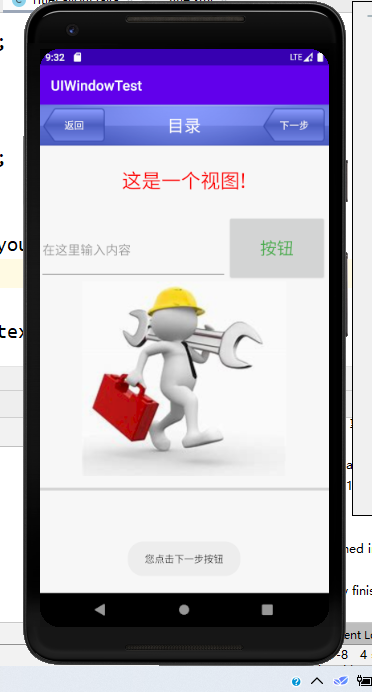 9:32
LTE
UIWindowTest
返回
目录
下一步
这是一个视图!
在这里输入内容
按钮
您点击下一步按钮
;
;
you
tex
ned i
y finis
ent Lo
-8 4